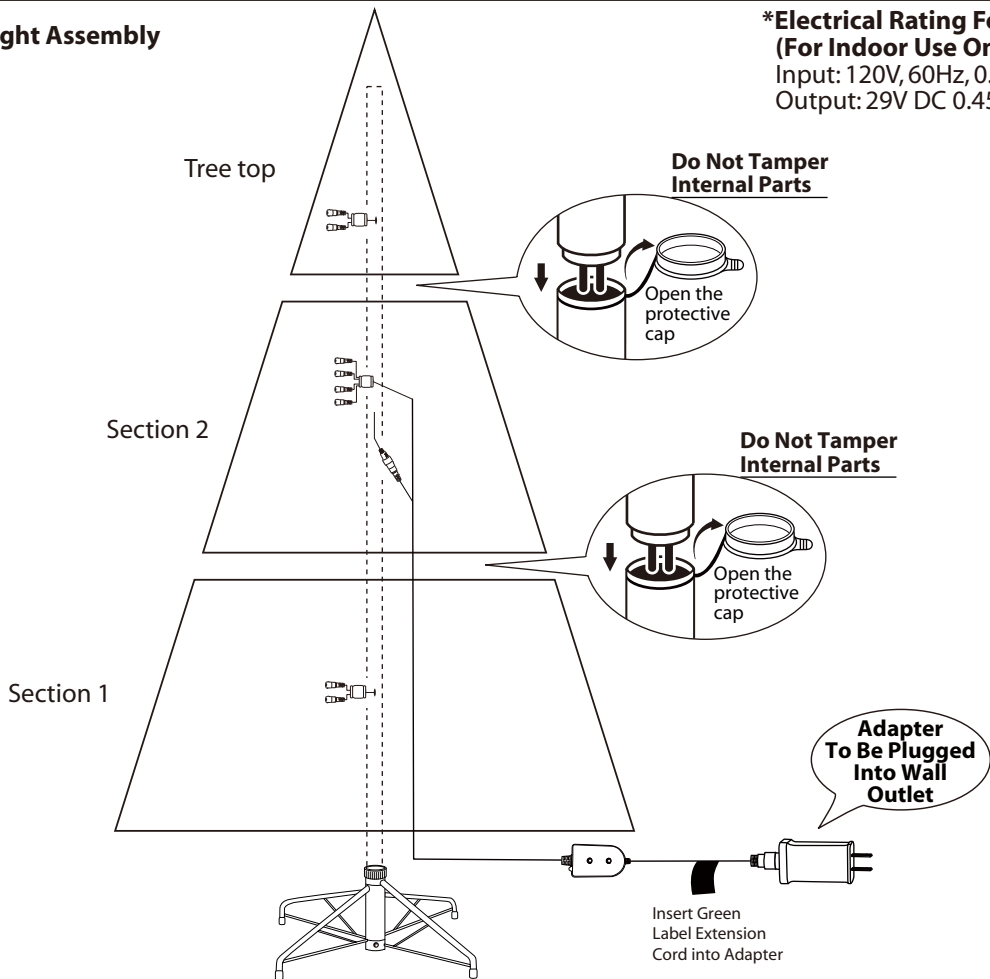 ght Assembly
*Electrical Rating Fo
(For Indoor Use On
Input: 120V, 60Hz, 0.
Output: 29V DC 0.45
Tree top
Do Not Tamper
Internal Parts
Open the
protective
cap
Section 2
Do Not Tamper
Internal Parts
Open the
protective
cap
Section 1
Adapter
To Be Plugged
Into Wall
Outlet
Insert Green
Label Extension
Cord into Adapter